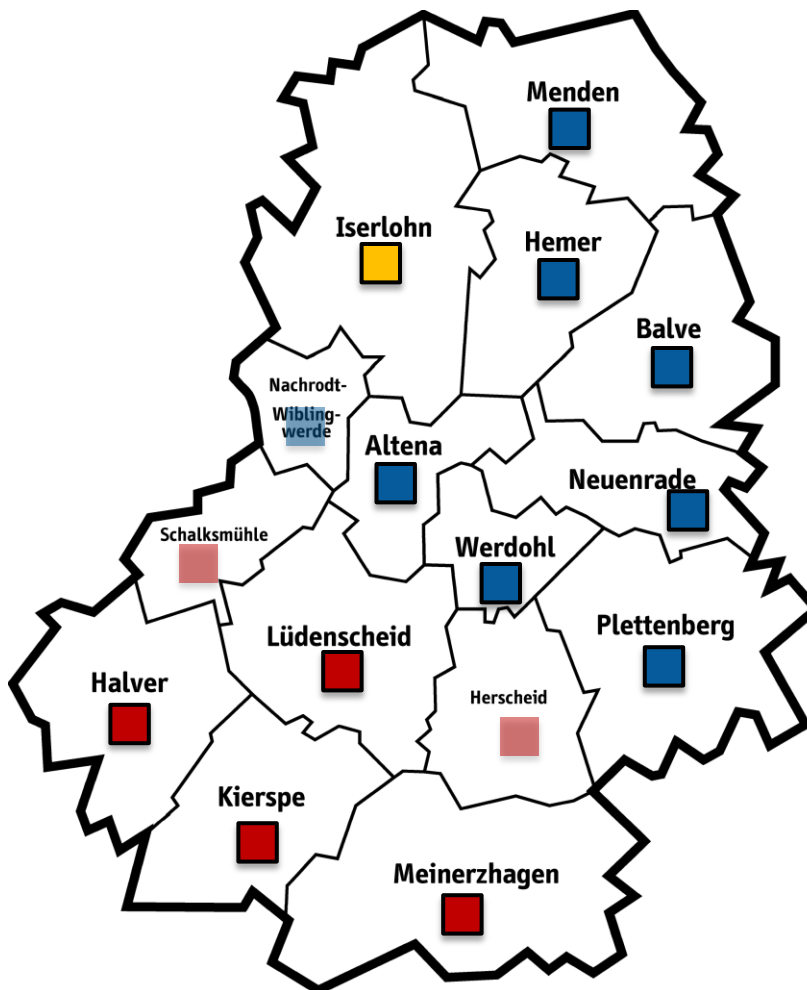 Menden
Iserlohn
Hemer
Balve
Nachrodt-
Wibling-
werde
Altena
Neuenrade
Schalksmühle
Werdohl
Lüdenscheid
Plettenberg
Halver
Herscheid
Kierspe
Meinerzhagen